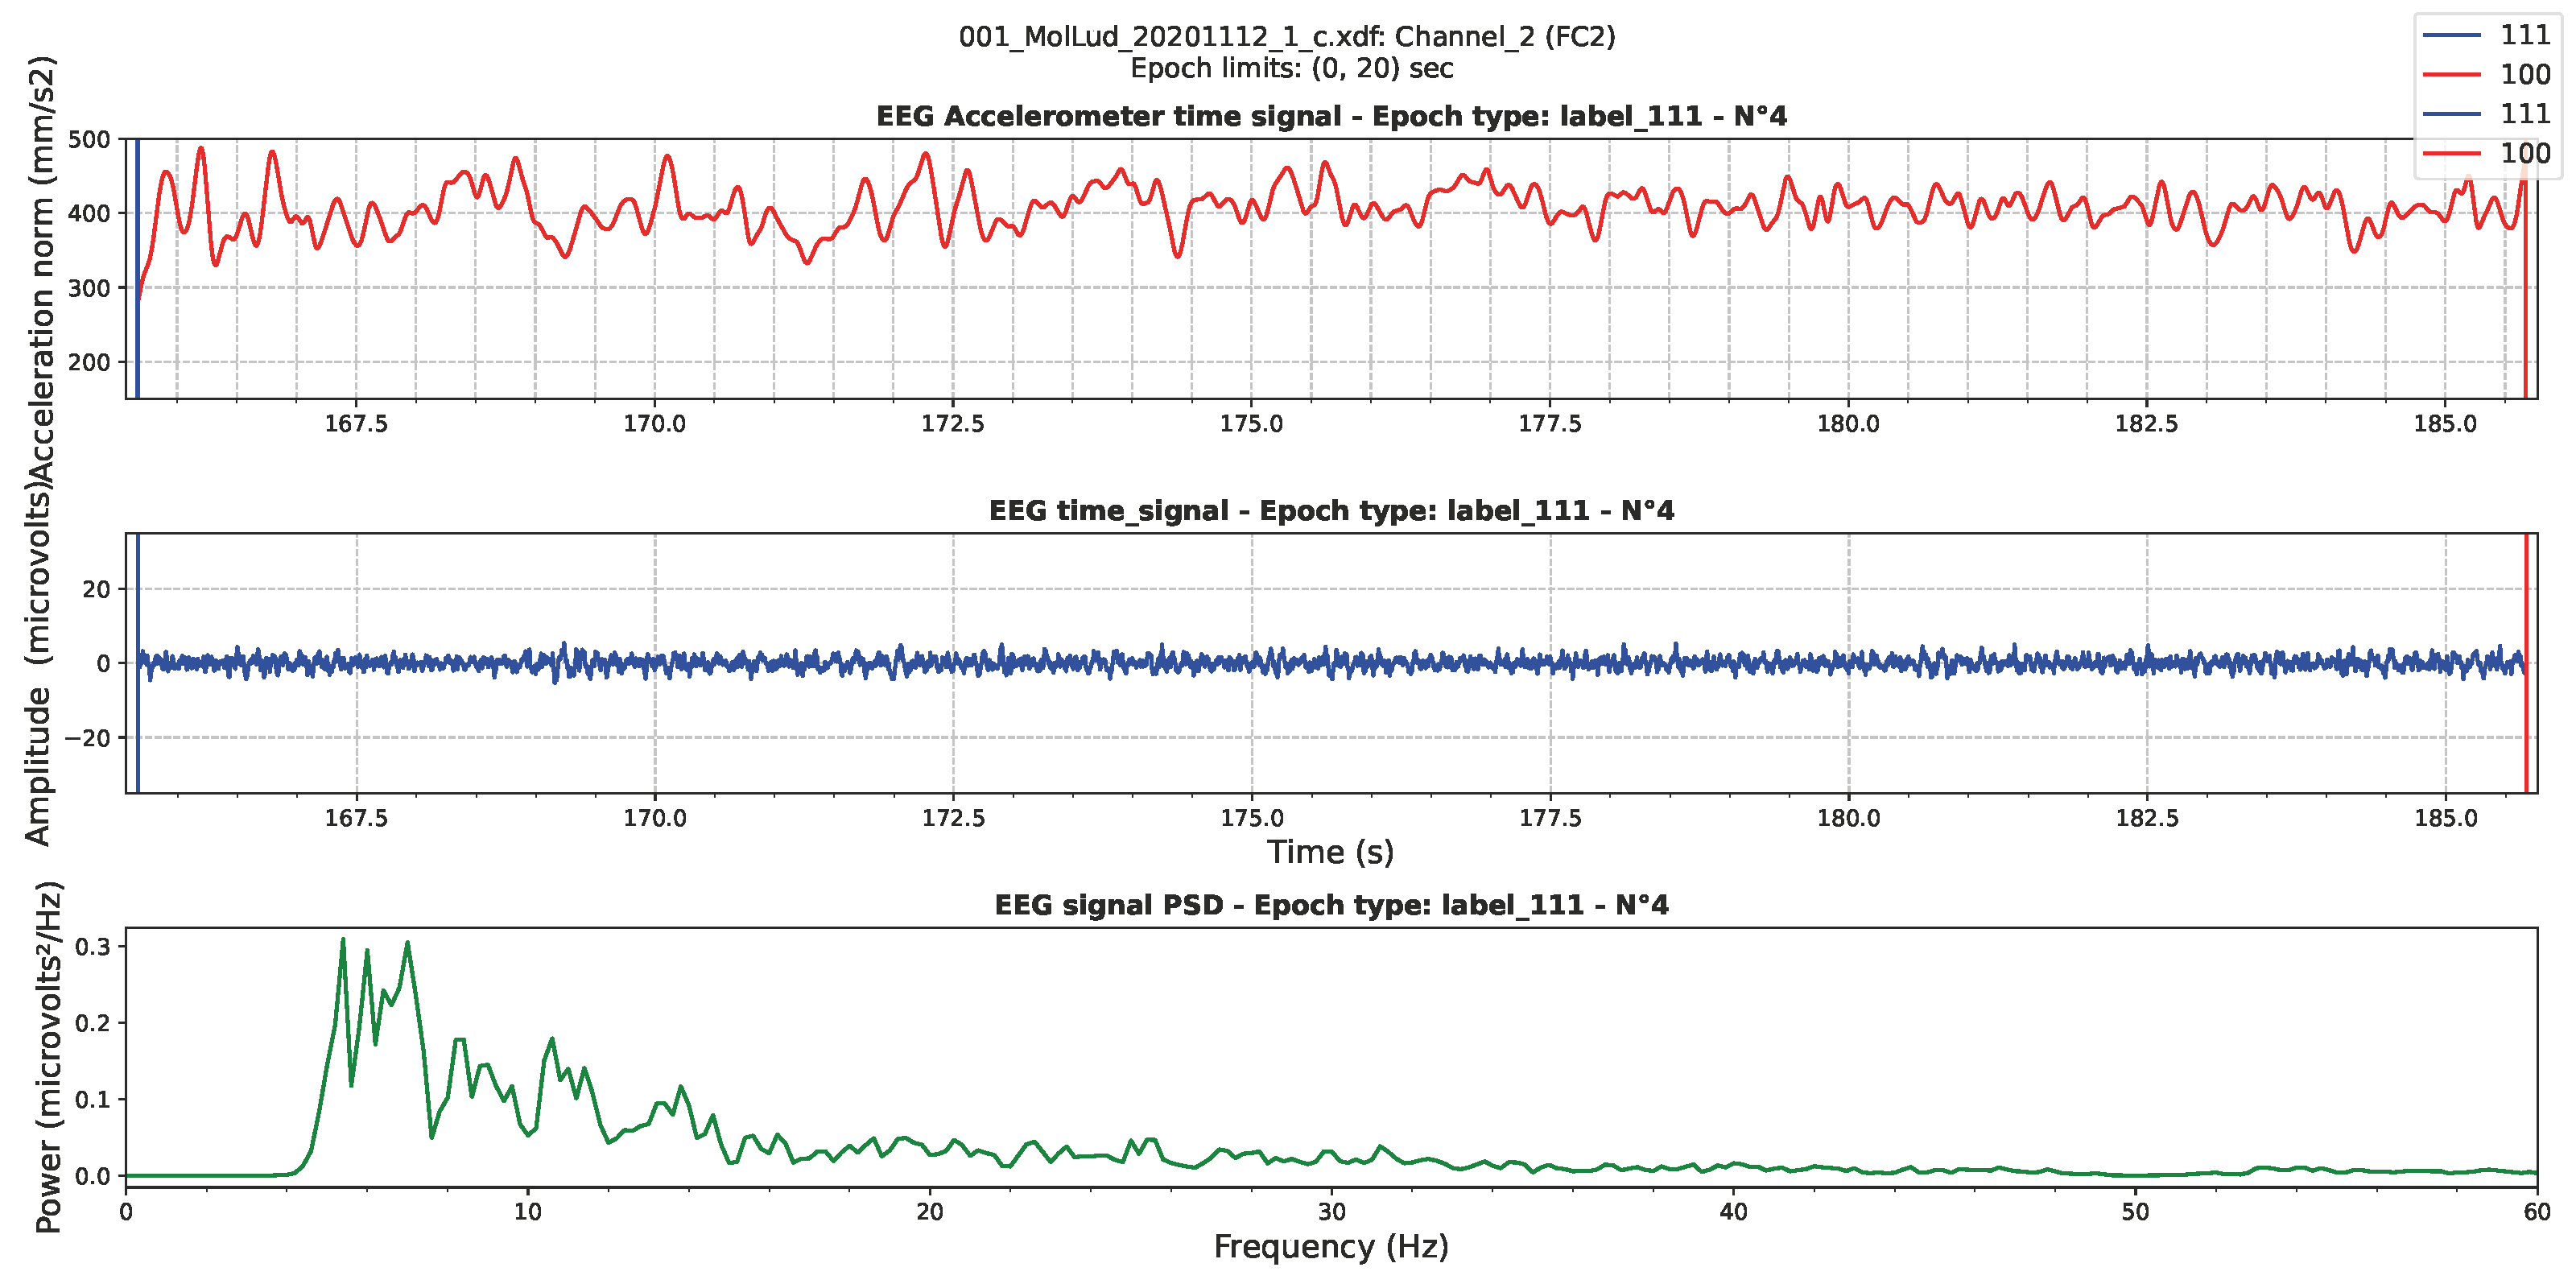 001_MolLud_20201112_1_c.xdf: Channel_2 (FC2)
Epoch limits: (0, 20) sec
111
100
111
100
EEG Accelerometer time signal - Epoch type: label_111 - N°4
Acceleration norm (mm/s2)
500
400
300
200
167.5 170.0 172.5 175.0 177.5 180.0 182.5 185.0
EEG time_signal - Epoch type: label_111 - N°4
Amplitude (microvolts)
20
0
−20
167.5 170.0 172.5 175.0 177.5 180.0 182.5 185.0
Time (s)
EEG signal PSD - Epoch type: label_111 - N°4
Power (microvolts²/Hz)
0.3
0.2
0.1
0.0
0 10 20 30 40 50 60
Frequency (Hz)